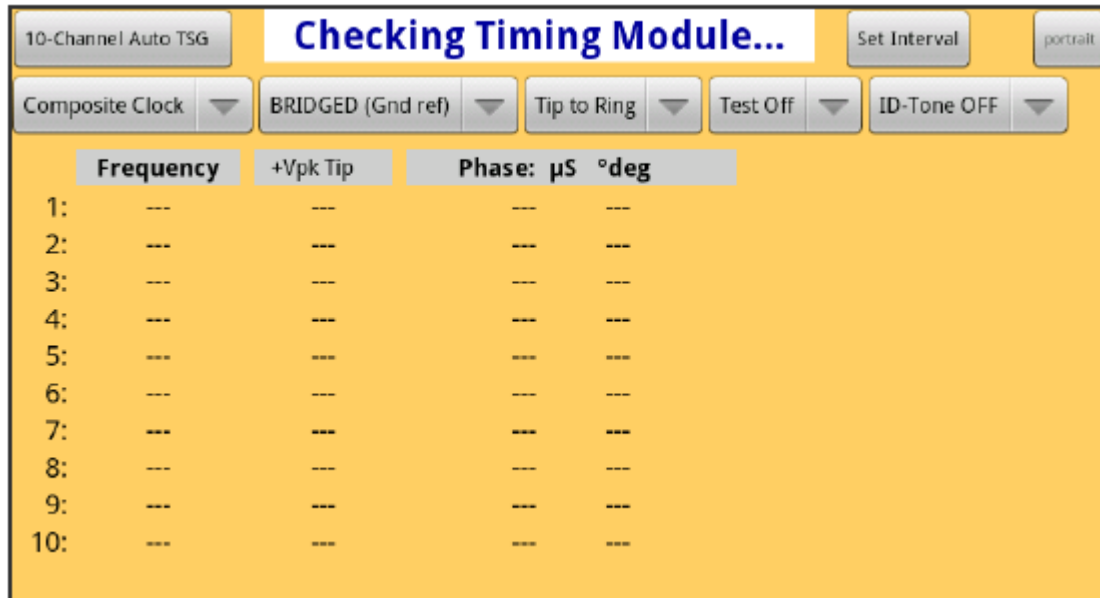 10-Channel Auto TSG Checking Timing Module... Set Interval portrait
Composite Clock BRIDGED (Gnd ref) Tip to Ring Test Off ID-Tone OFF
Frequency +Vpk Tip Phase: µS °deg
1: --- --- --- ---
2: --- --- --- ---
3: --- --- --- ---
4: --- --- --- ---
5: --- --- --- ---
6: --- --- --- ---
7: --- --- --- ---
8: --- --- --- ---
9: --- --- --- ---
10: --- --- --- ---